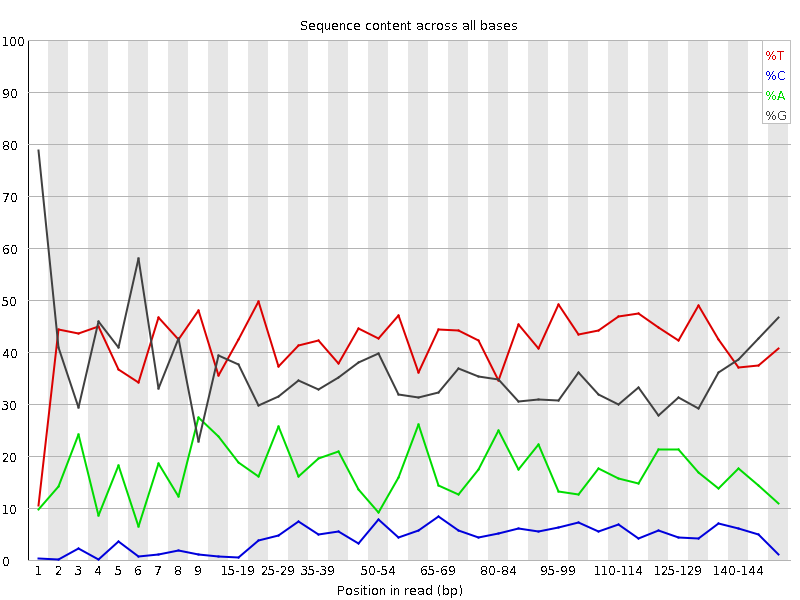 Sequence content across all bases
100
90
80
70
60
50
40
30
20
10
0
%T
%C
%A
%G
1 2 3 4 5 6 7 8 9 15-19 25-29 35-39 50-54 65-69 80-84 95-99 110-114 125-129 140-144
Position in read (bp)